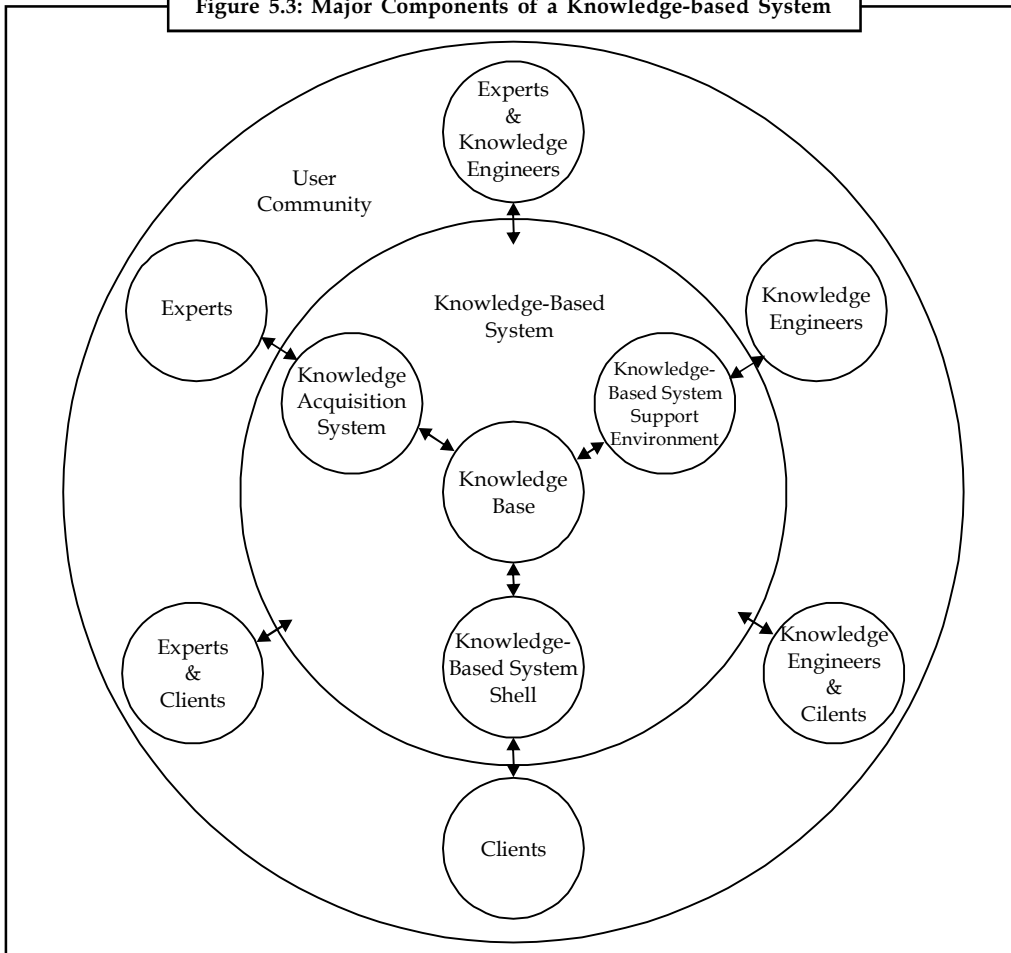 Figure 5.3: Major Components of a Knowledge-based System
Experts
&
Knowledge
Engineers
User
Community
Experts
Knowledge-Based
System
Knowledge
Engineers
Knowledge
Acquisition
System
Knowledge-
Based System
Support
Environment
Knowledge
Base
Experts
&
Clients
Knowledge-
Based System
Shell
Knowledge
Engineers
&
Cilents
Clients